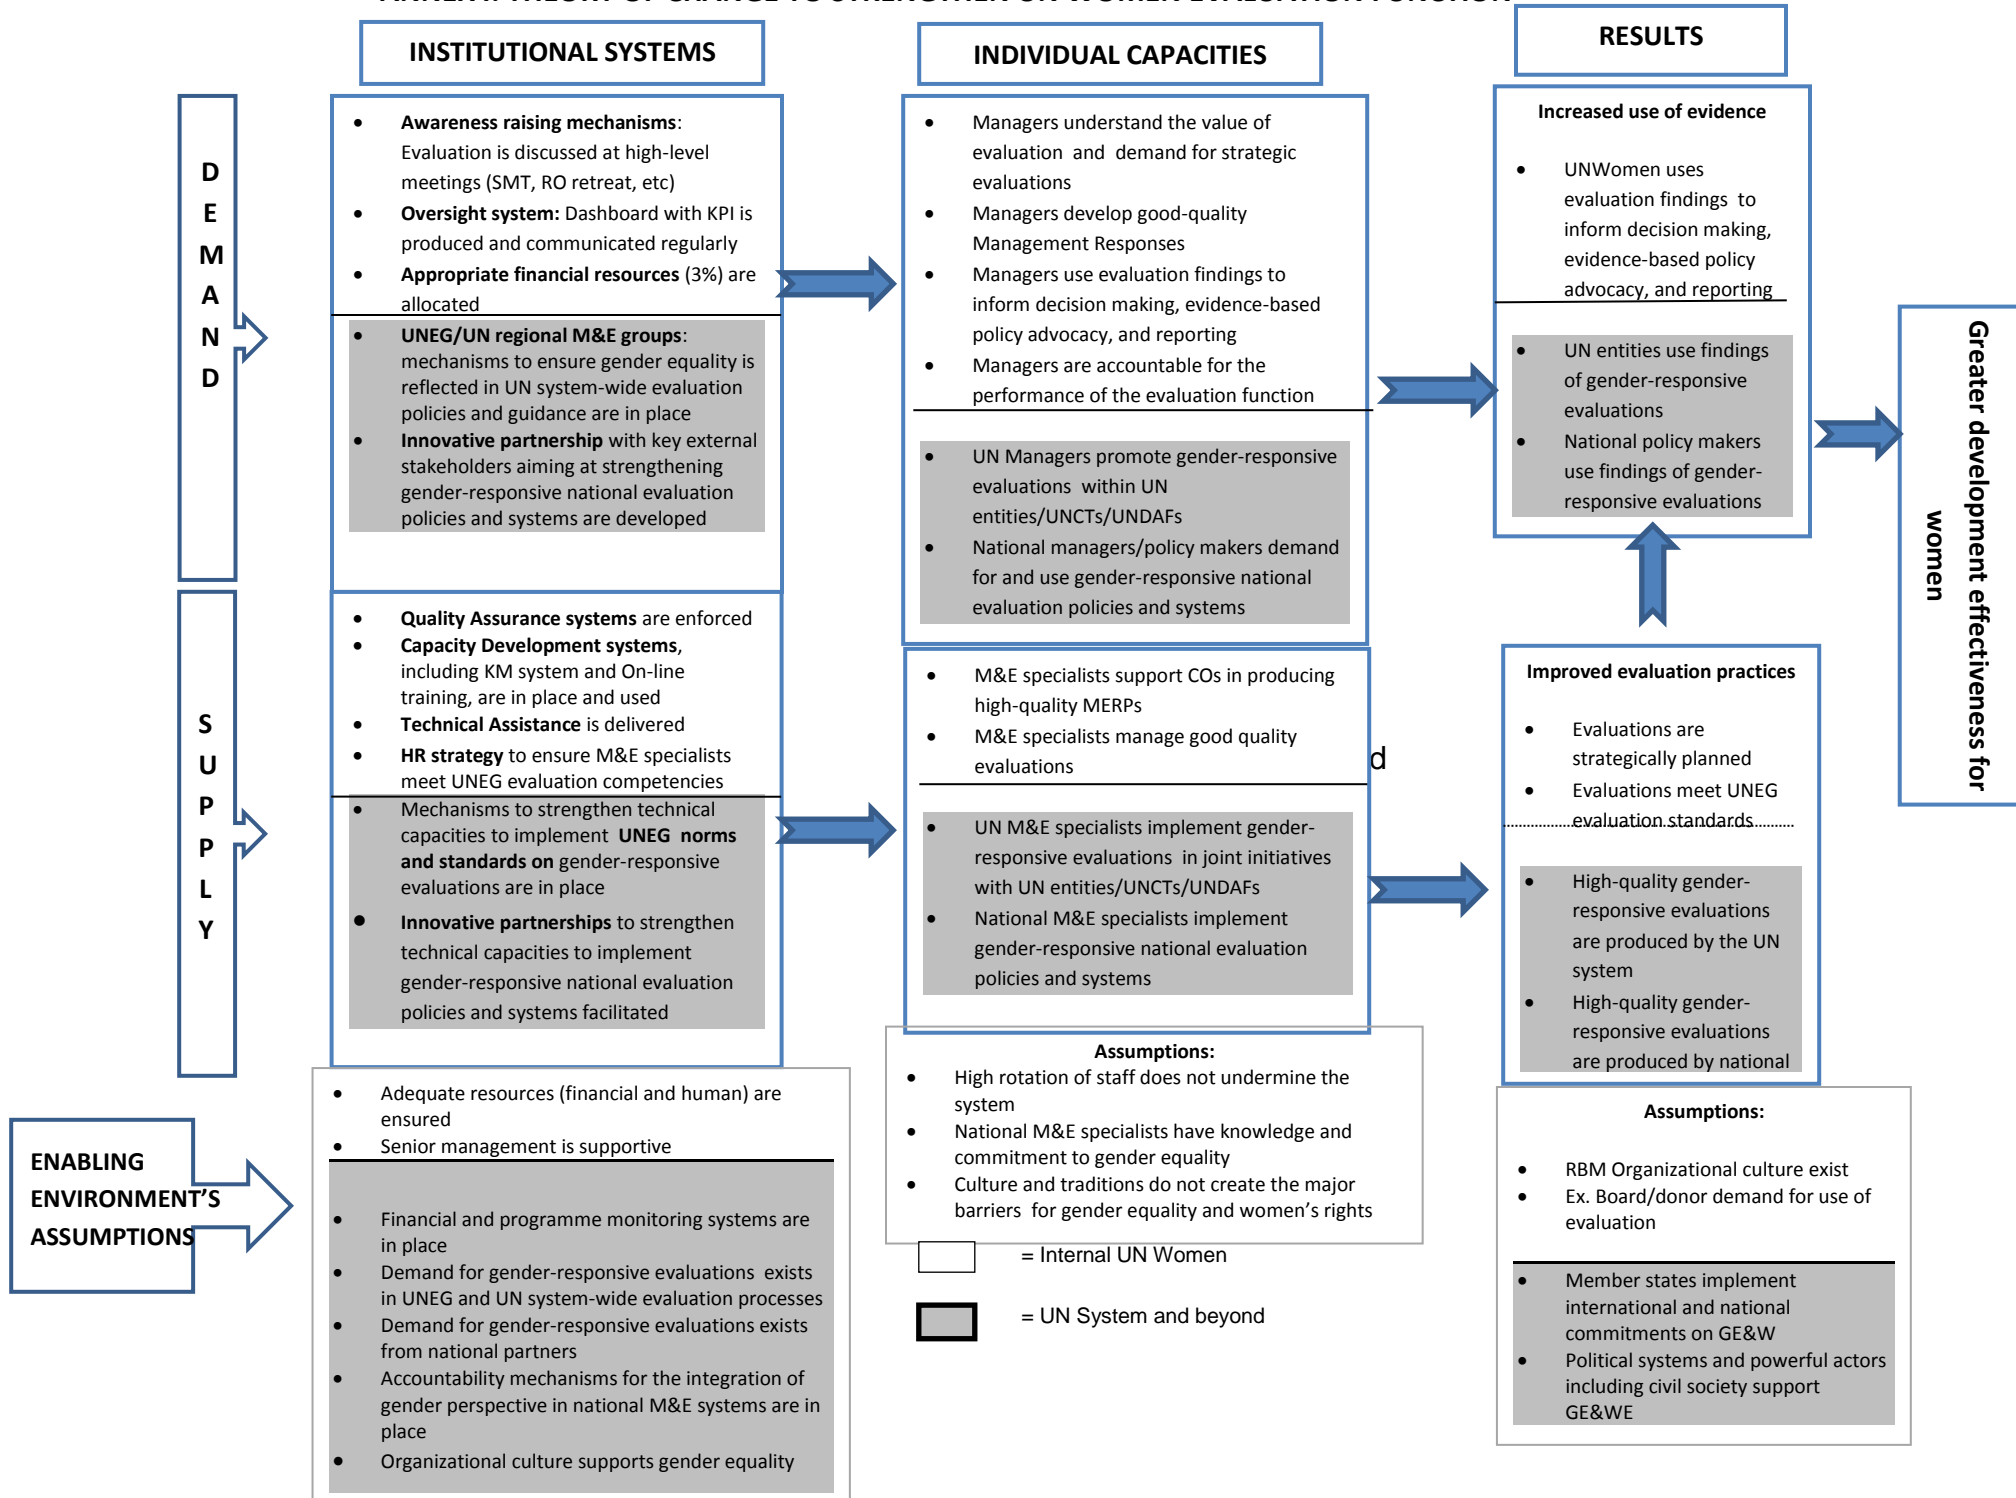 INSTITUTIONAL SYSTEMS
INDIVIDUAL CAPACITIES
RESULTS
DEMAND
• Awareness raising mechanisms:
Evaluation is discussed at high-level
meetings (SMT, RO retreat, etc)
• Oversight system: Dashboard with KPI is
produced and communicated regularly
• Appropriate financial resources (3%) are
allocated
• UNEG/UN regional M&E groups:
mechanisms to ensure gender equality is
reflected in UN system-wide evaluation
policies and guidance are in place
• Innovative partnership with key external
stakeholders aiming at strengthening
gender-responsive national evaluation
policies and systems are developed
• Managers understand the value of
evaluation and demand for strategic
evaluations
• Managers develop good-quality
Management Responses
• Managers use evaluation findings to
inform decision making, evidence-based
policy advocacy, and reporting
• Managers are accountable for the
performance of the evaluation function
• UN Managers promote gender-responsive
evaluations within UN
entities/UNCTs/UNDAFs
• National managers/policy makers demand
for and use gender-responsive national
evaluation policies and systems
Increased use of evidence
• UNWomen uses
evaluation findings to
inform decision making,
evidence-based policy
advocacy, and reporting
• UN entities use findings
of gender-responsive
evaluations
• National policy makers
use findings of gender-
responsive evaluations
Greater development effectiveness for
women
SUPPLY
• Quality Assurance systems are enforced
• Capacity Development systems,
including KM system and On-line
training, are in place and used
• Technical Assistance is delivered
• HR strategy to ensure M&E specialists
meet UNEG evaluation competencies
• Mechanisms to strengthen technical
capacities to implement UNEG norms
and standards on gender-responsive
evaluations are in place
• Innovative partnerships to strengthen
technical capacities to implement
gender-responsive national evaluation
policies and systems facilitated
• M&E specialists support COs in producing
high-quality MERPs
• M&E specialists manage good quality
evaluations
d
• UN M&E specialists implement gender-
responsive evaluations in joint initiatives
with UN entities/UNCTs/UNDAFs
• National M&E specialists implement
gender-responsive national evaluation
policies and systems
Improved evaluation practices
• Evaluations are
strategically planned
• Evaluations meet UNEG
evaluation standards
• High-quality gender-
responsive evaluations
are produced by the UN
system
• High-quality gender-
responsive evaluations
are produced by national
ENABLING
ENVIRONMENT'S
ASSUMPTIONS
• Adequate resources (financial and human) are
ensured
• Senior management is supportive
• Financial and programme monitoring systems are
in place
• Demand for gender-responsive evaluations exists
in UNEG and UN system-wide evaluation processes
• Demand for gender-responsive evaluations exists
from national partners
• Accountability mechanisms for the integration of
gender perspective in national M&E systems are in
place
• Organizational culture supports gender equality
Assumptions:
• High rotation of staff does not undermine the
system
• National M&E specialists have knowledge and
commitment to gender equality
• Culture and traditions do not create the major
barriers for gender equality and women's rights
= Internal UN Women
= UN System and beyond
Assumptions:
• RBM Organizational culture exist
• Ex. Board/donor demand for use of
evaluation
• Member states implement
international and national
commitments on GE&W
• Political systems and powerful actors
including civil society support
GE&WE